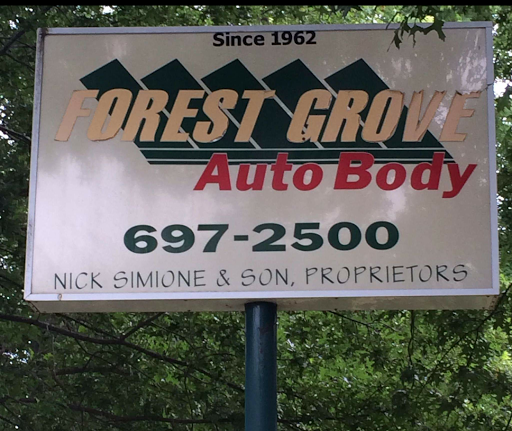 Since 1962
FOREST GROVE
Auto Body
697-2500
NICK SIMIONE & SON, PROPRIETORS